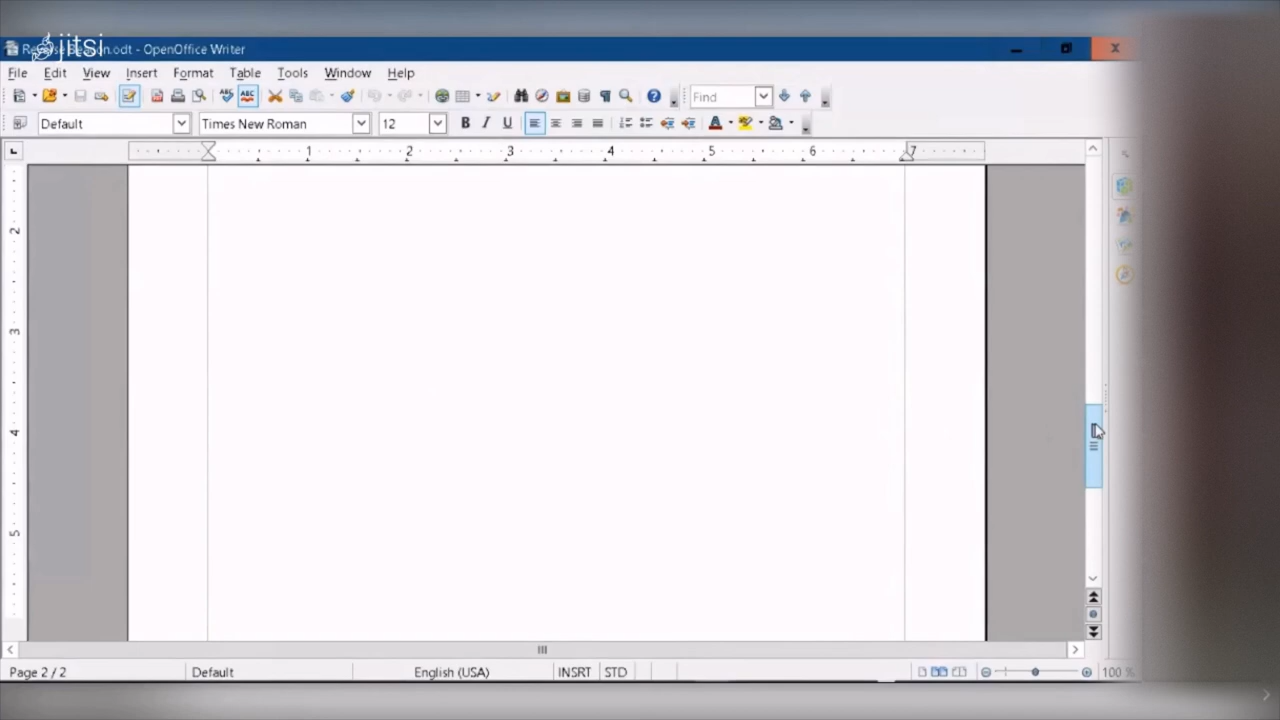 jitsi
.odt - OpenOffice Writer
File Edit View Insert Format Table Tools Window Help
Find
Default Times New Roman 12 B I U
1 2 3 4 5 6 7
2
3
4
5
Page 2 / 2 Default English (USA) INSRT STD 100 %